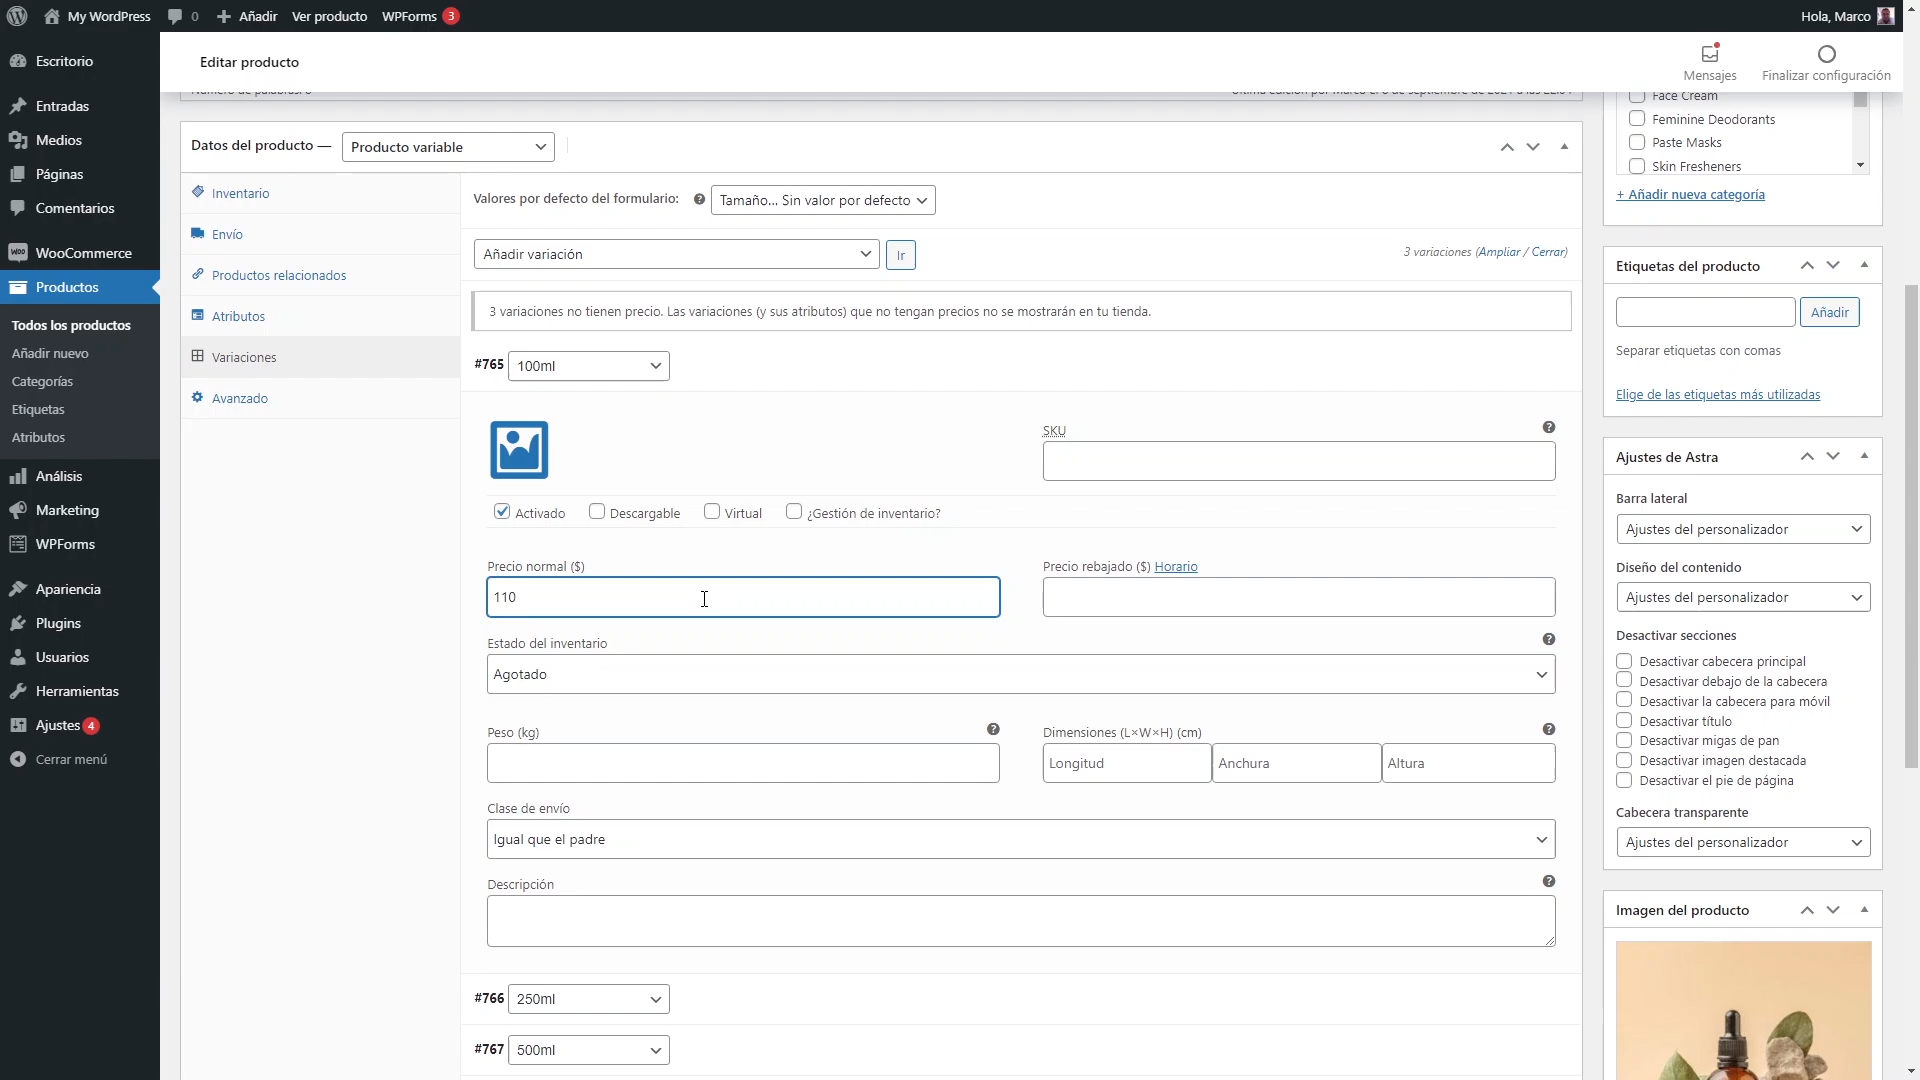 My WordPress
0
Añadir
Ver producto
WPForms 3
Hola, Marco
Escritorio
Entradas
Medios
Páginas
Comentarios
WooCommerce
Productos
Todos los productos
Añadir nuevo
Categorías
Etiquetas
Atributos
Análisis
Marketing
WPForms
Apariencia
Plugins
Usuarios
Herramientas
Ajustes 4
Cerrar menú
Editar producto
Mensajes
Finalizar configuración
Datos del producto — Producto variable
Inventario
Envío
Productos relacionados
Atributos
Variaciones
Avanzado
Valores por defecto del formulario: Tamaño... Sin valor por defecto
Añadir variación Ir
3 variaciones (Ampliar / Cerrar)
3 variaciones no tienen precio. Las variaciones (y sus atributos) que no tengan precios no se mostrarán en tu tienda.
#765 100ml
SKU
Activado Descargable Virtual ¿Gestión de inventario?
Precio normal ($)
110
Precio rebajado ($) Horario
Estado del inventario
Agotado
Peso (kg)
Dimensiones (L×W×H) (cm)
Longitud Anchura Altura
Clase de envío
Igual que el padre
Descripción
#766 250ml
#767 500ml
Face Cream
Feminine Deodorants
Paste Masks
Skin Fresheners
+ Añadir nueva categoría
Etiquetas del producto
Añadir
Separar etiquetas con comas
Elige de las etiquetas más utilizadas
Ajustes de Astra
Barra lateral
Ajustes del personalizador
Diseño del contenido
Ajustes del personalizador
Desactivar secciones
Desactivar cabecera principal
Desactivar debajo de la cabecera
Desactivar la cabecera para móvil
Desactivar título
Desactivar migas de pan
Desactivar imagen destacada
Desactivar el pie de página
Cabecera transparente
Ajustes del personalizador
Imagen del producto